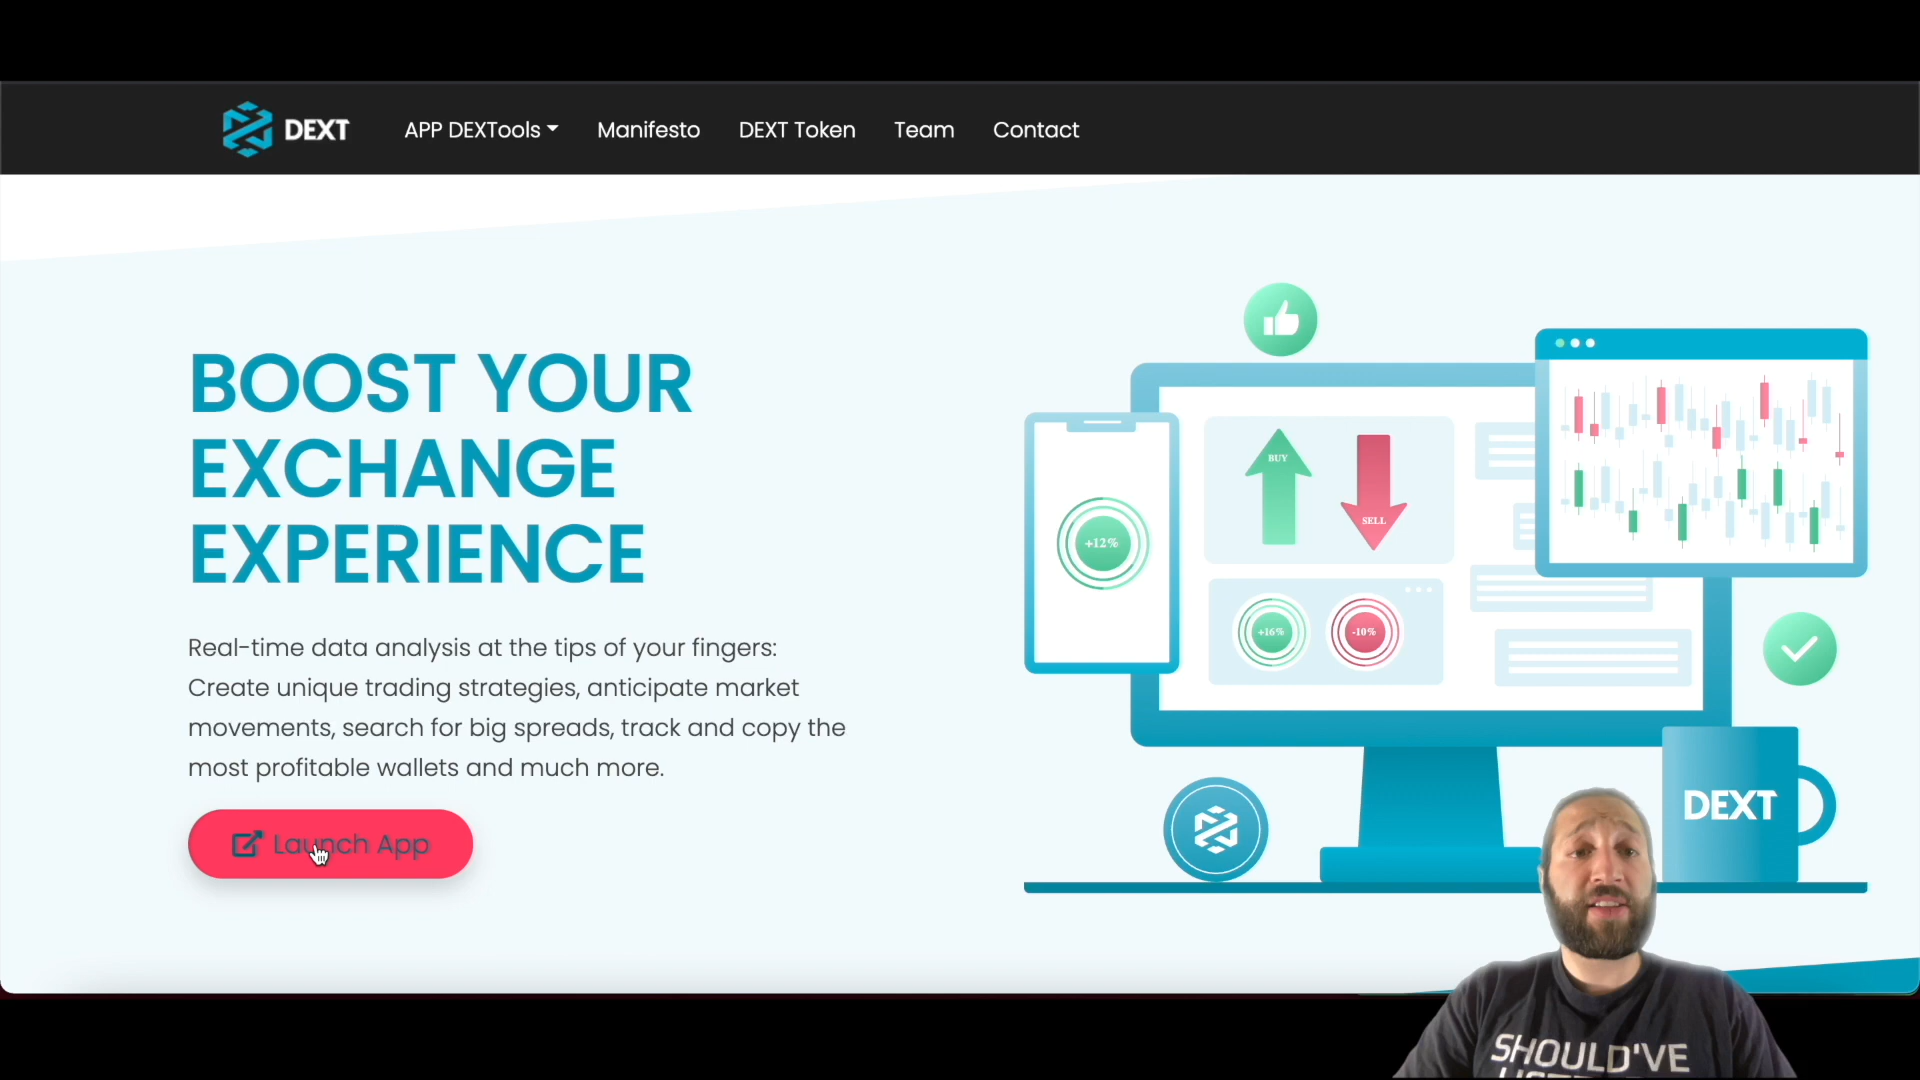 DEXT APP DEXTools Manifesto DEXT Token Team Contact
BOOST YOUR
EXCHANGE
EXPERIENCE
Real-time data analysis at the tips of your fingers:
Create unique trading strategies, anticipate market
movements, search for big spreads, track and copy the
most profitable wallets and much more.
Launch App
BUY
SELL
+12%
+16%
-10%
DEXT
SHOULD'VE